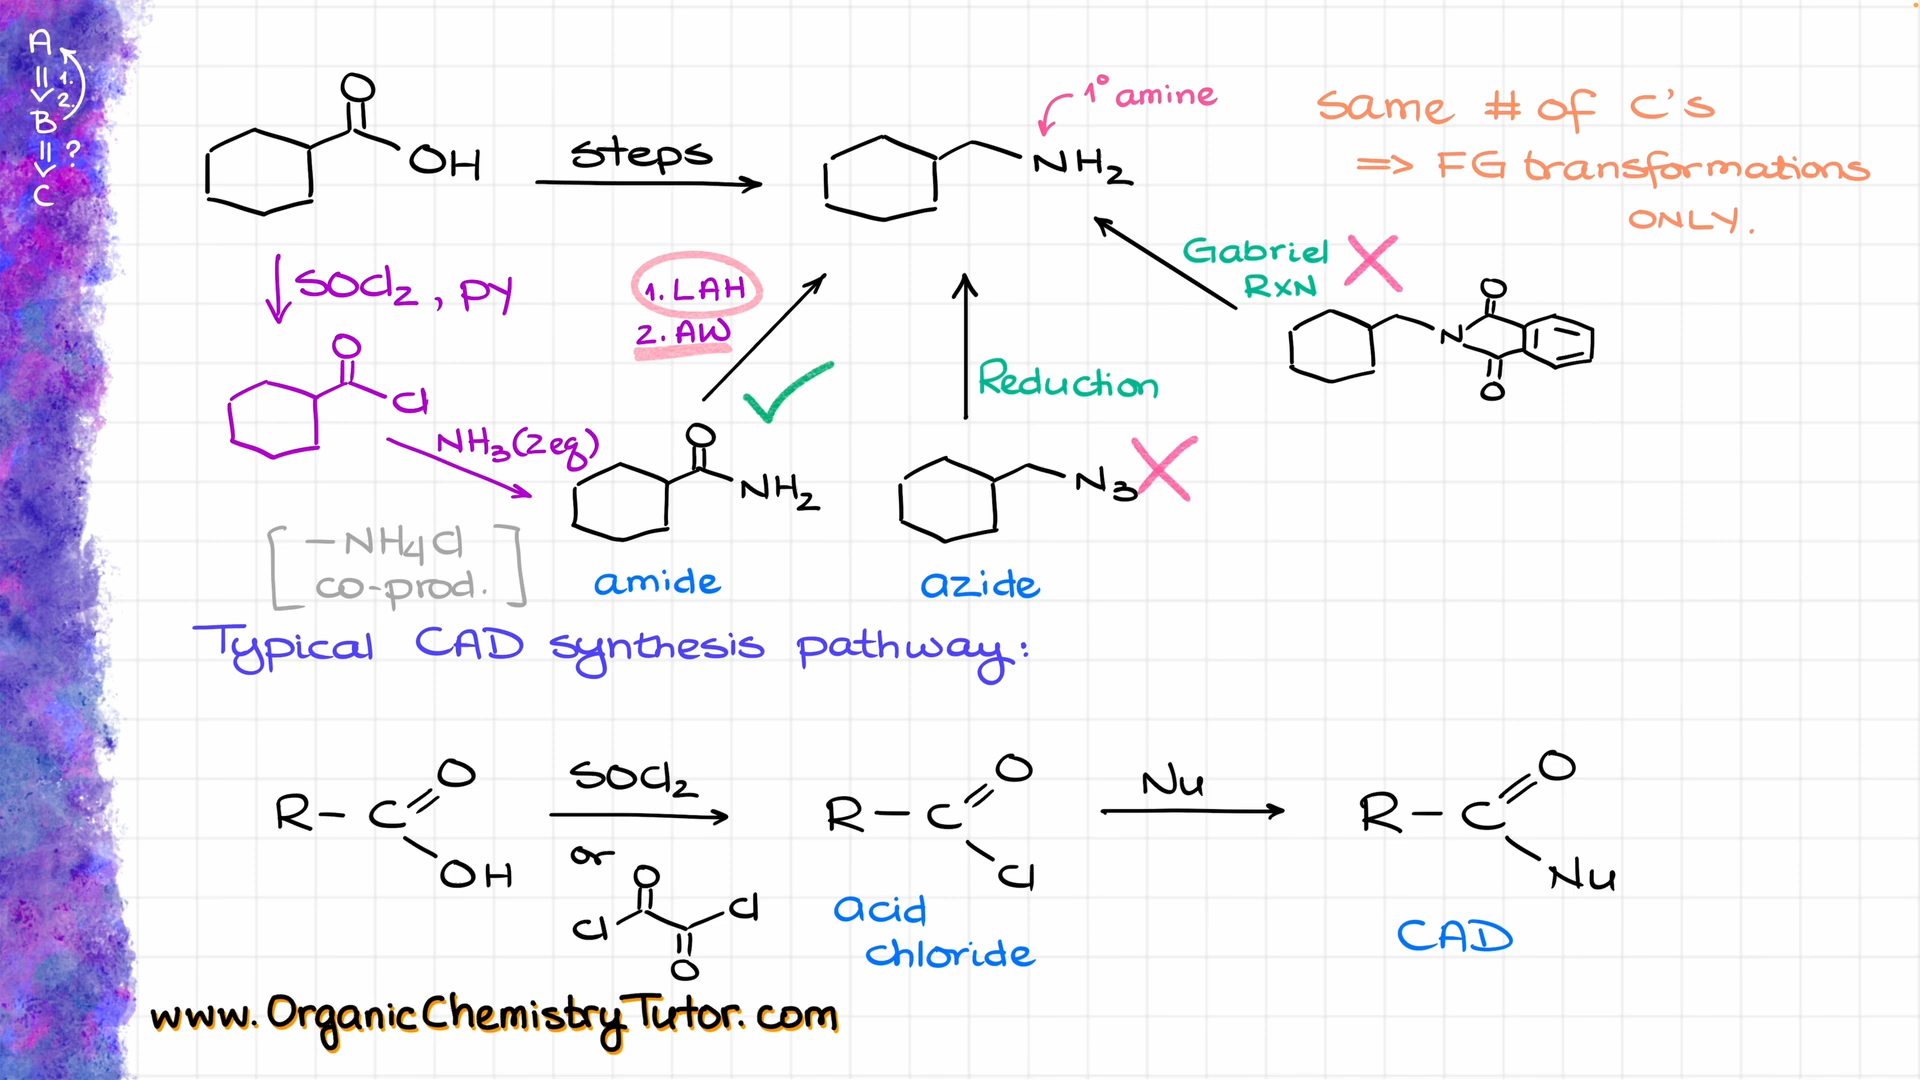 A
1.
2.
B
?
C
O
OH
steps
1° amine
NH₂
same # of C's
=> FG transformations
ONLY.
SOCl₂, py
1. LAH
2. AW
Gabriel
RXN
O
N
O
O
Cl
NH₃ (2eq)
Reduction
O
NH₂
N₃
[ - NH₄Cl
co-prod. ]
amide
azide
Typical CAD synthesis pathway:
R - C
O
OH
SOCl₂
or
O
Cl
Cl
O
R - C
O
Cl
acid
chloride
Nu
R - C
O
Nu
CAD
www.OrganicChemistryTutor.com